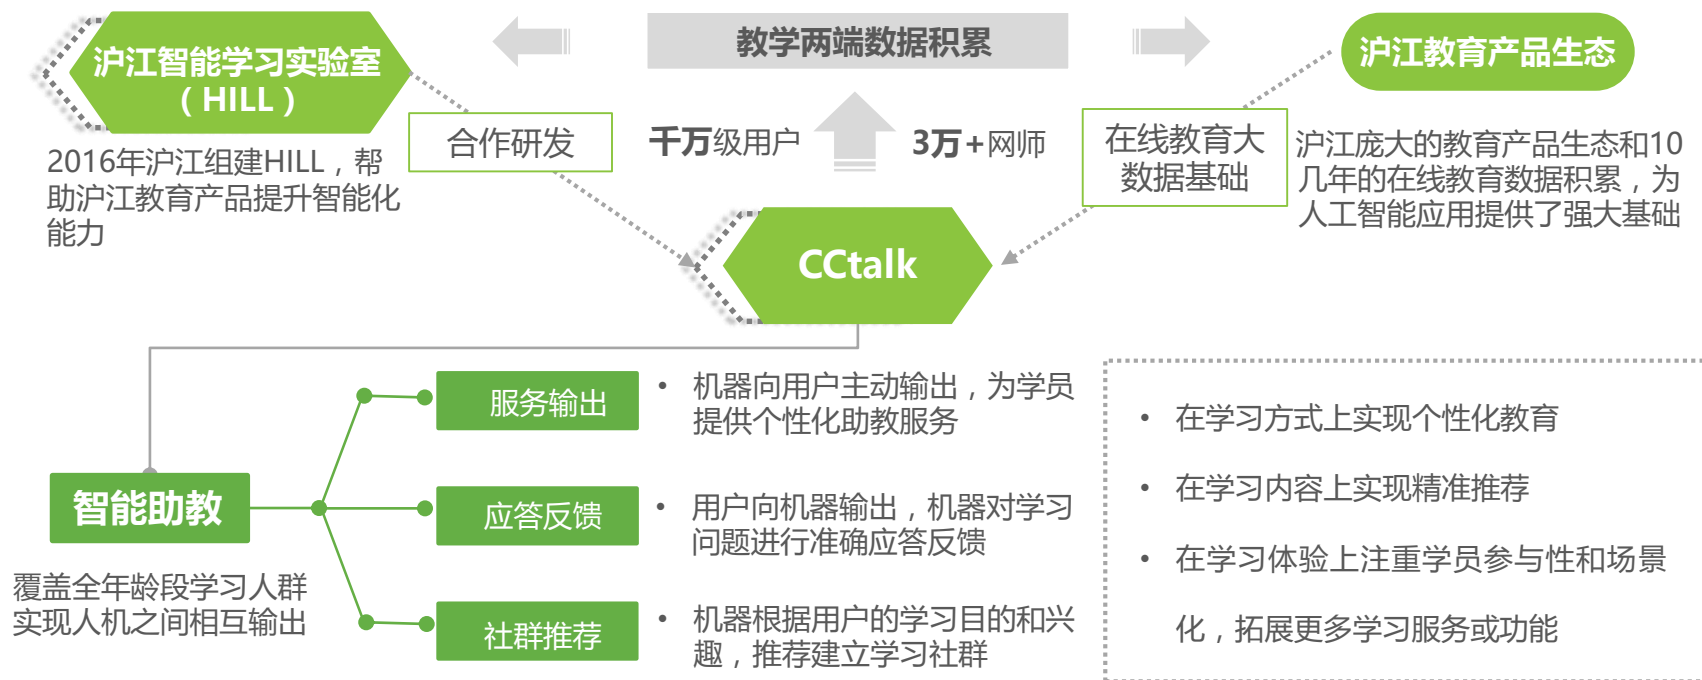 沪江智能学习实验室
（HILL）
教学两端数据积累
沪江教育产品生态
合作研发
千万级用户
3万+网师
在线教育大
数据基础
2016年沪江组建HILL，帮
助沪江教育产品提升智能化
能力
沪江庞大的教育产品生态和10
几年的在线教育数据积累，为
人工智能应用提供了强大基础
CCtalk
智能助教
覆盖全年龄段学习人群
实现人机之间相互输出
服务输出
• 机器向用户主动输出，为学员
提供个性化助教服务
应答反馈
• 用户向机器输出，机器对学习
问题进行准确应答反馈
社群推荐
• 机器根据用户的学习目的和兴
趣，推荐建立学习社群
• 在学习方式上实现个性化教育
• 在学习内容上实现精准推荐
• 在学习体验上注重学员参与性和场景
化，拓展更多学习服务或功能